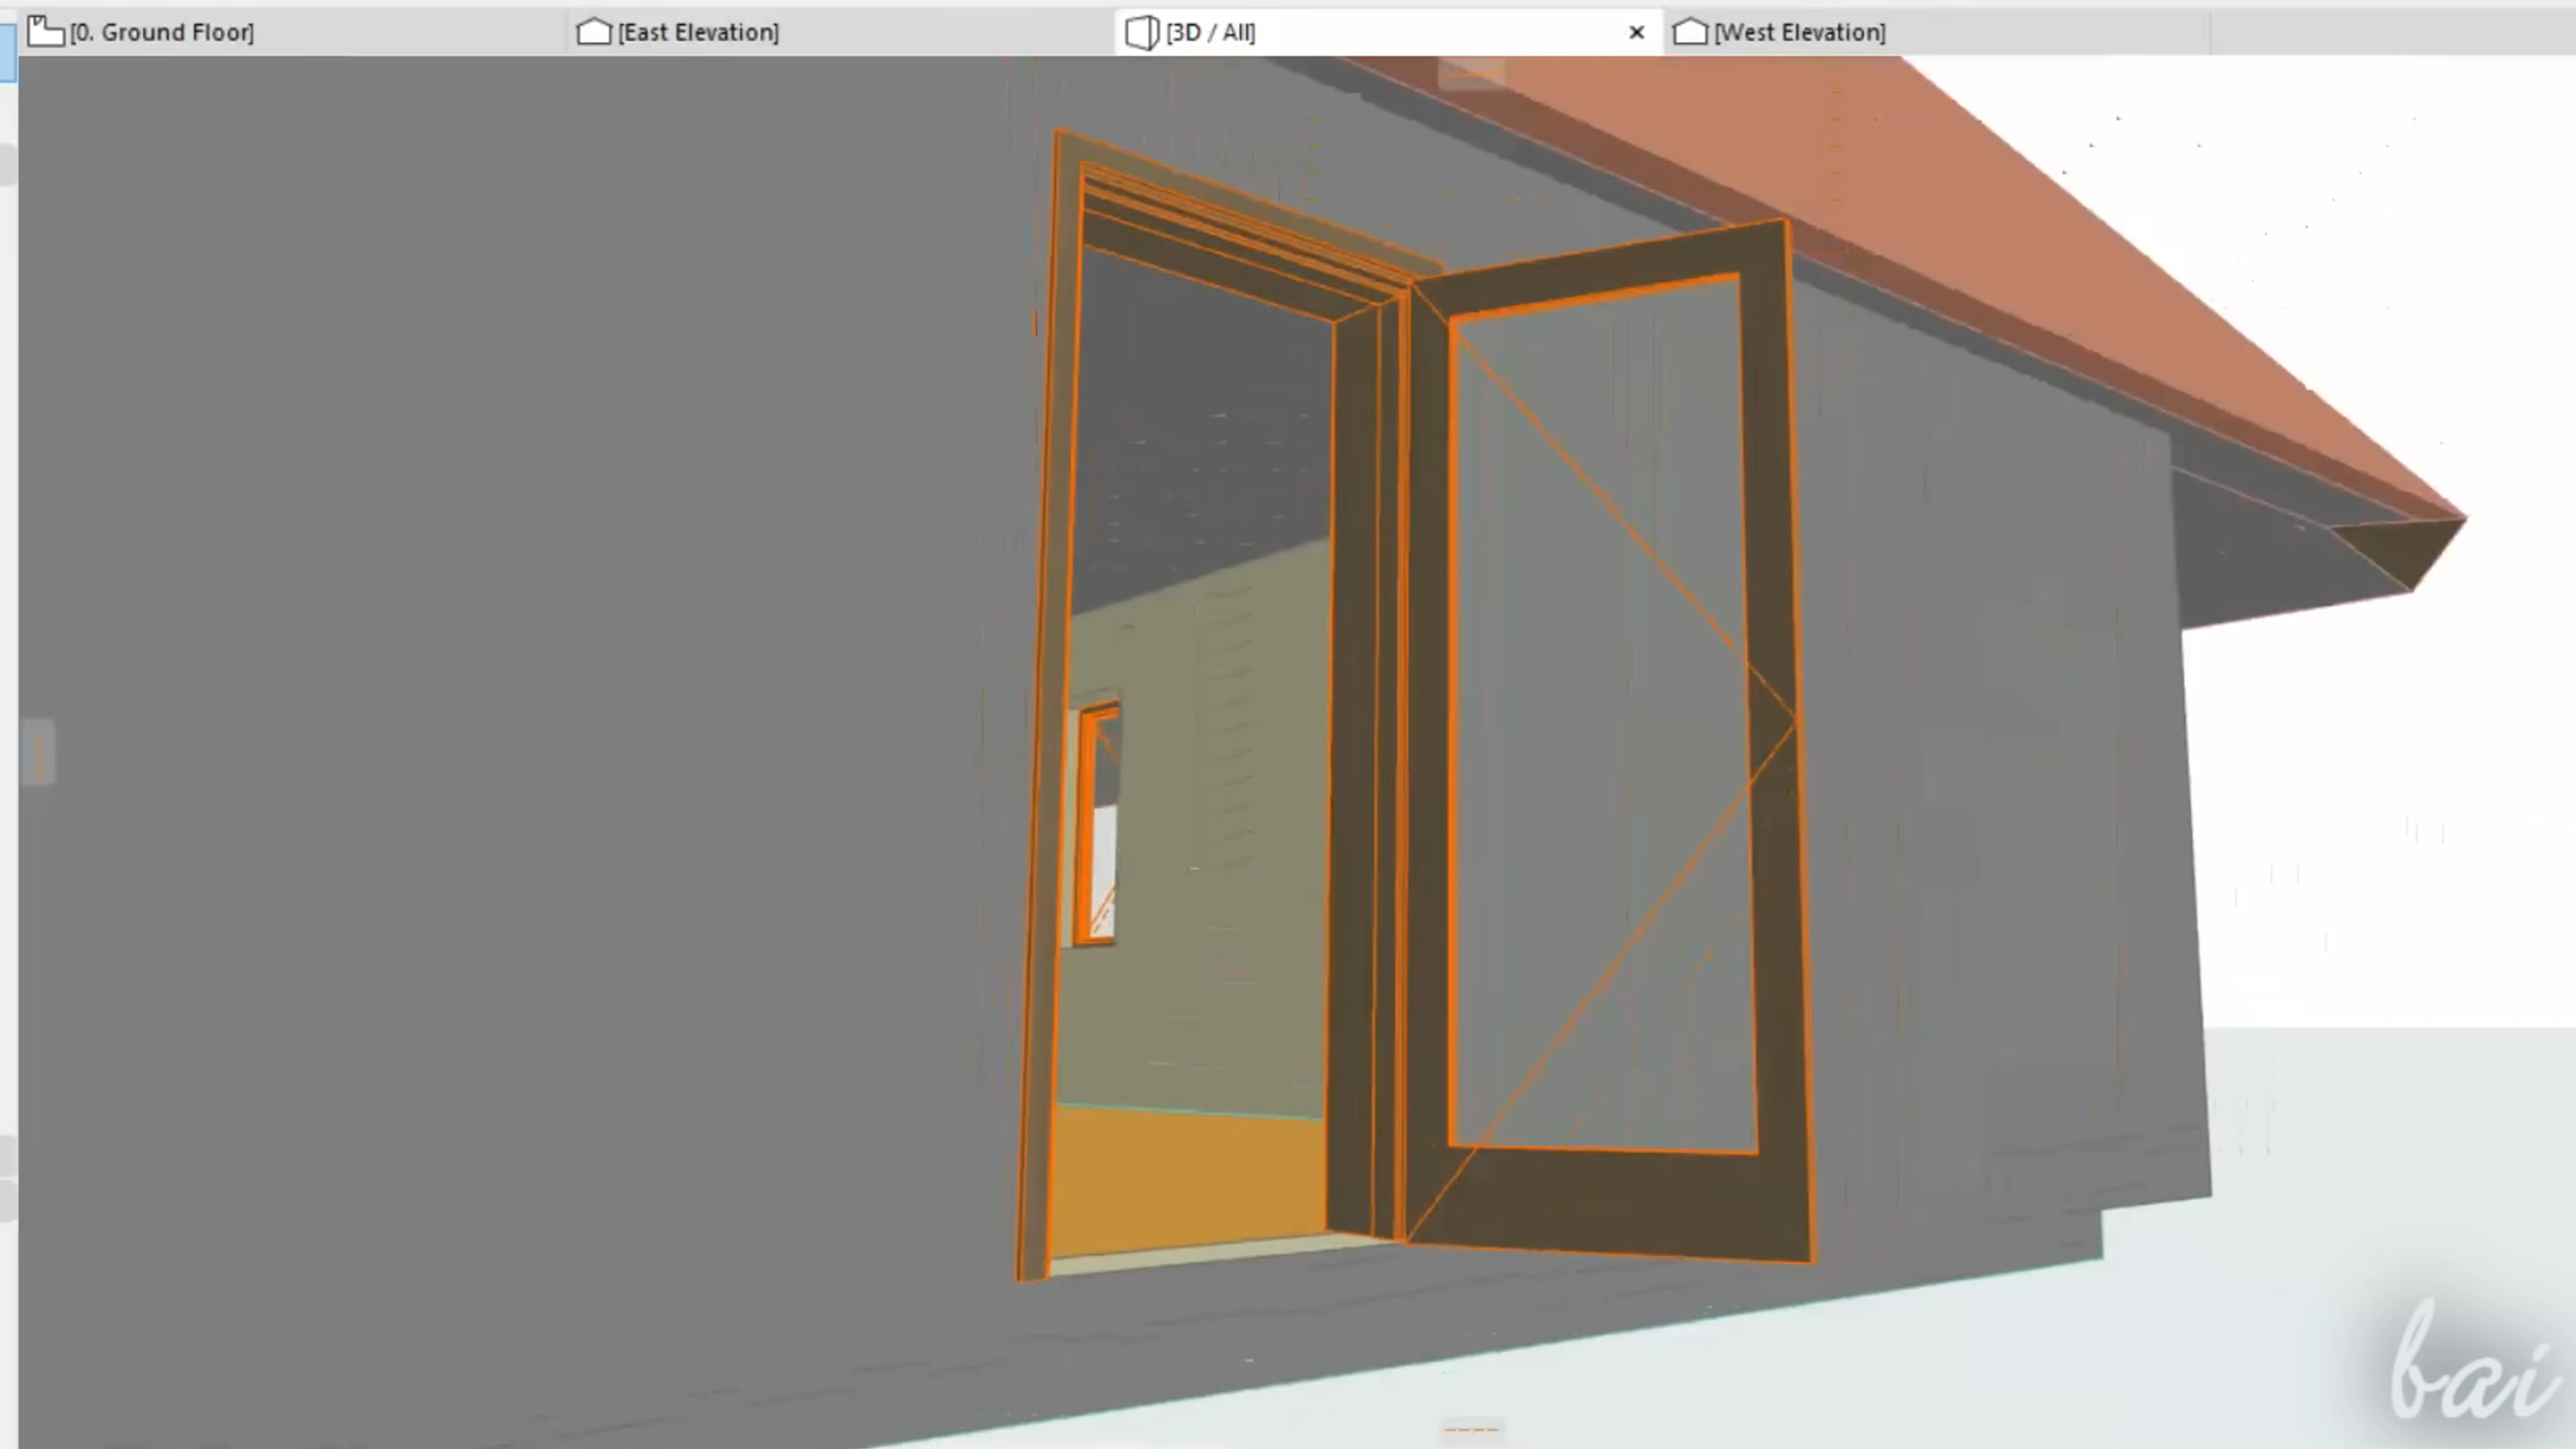 [0. Ground Floor]
[East Elevation]
[3D / All]
[West Elevation]
bai